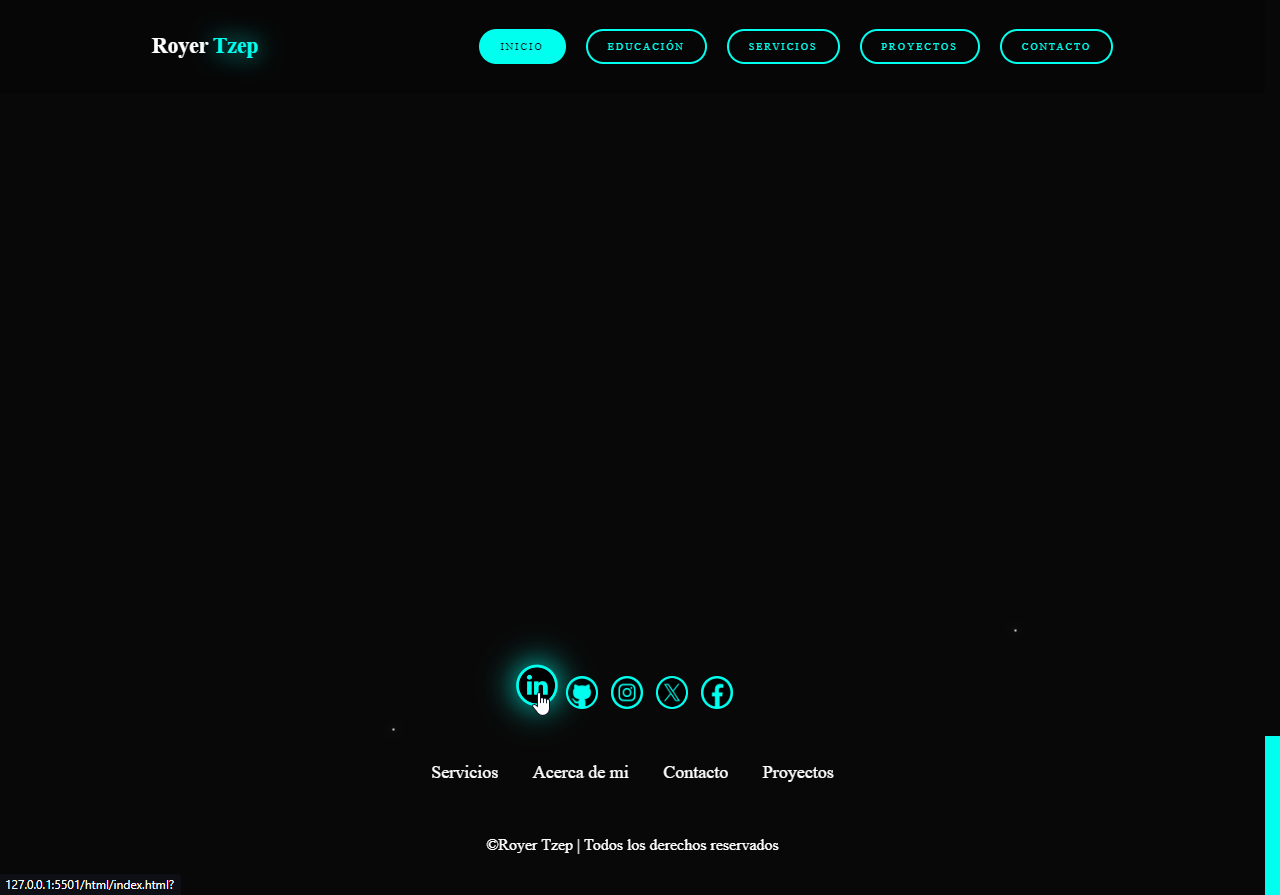 Royer Tzep
INICIO EDUCACIÓN SERVICIOS PROYECTOS CONTACTO
in
Servicios Acerca de mi Contacto Proyectos
©Royer Tzep | Todos los derechos reservados
127.0.0.1:5501/html/index.html?